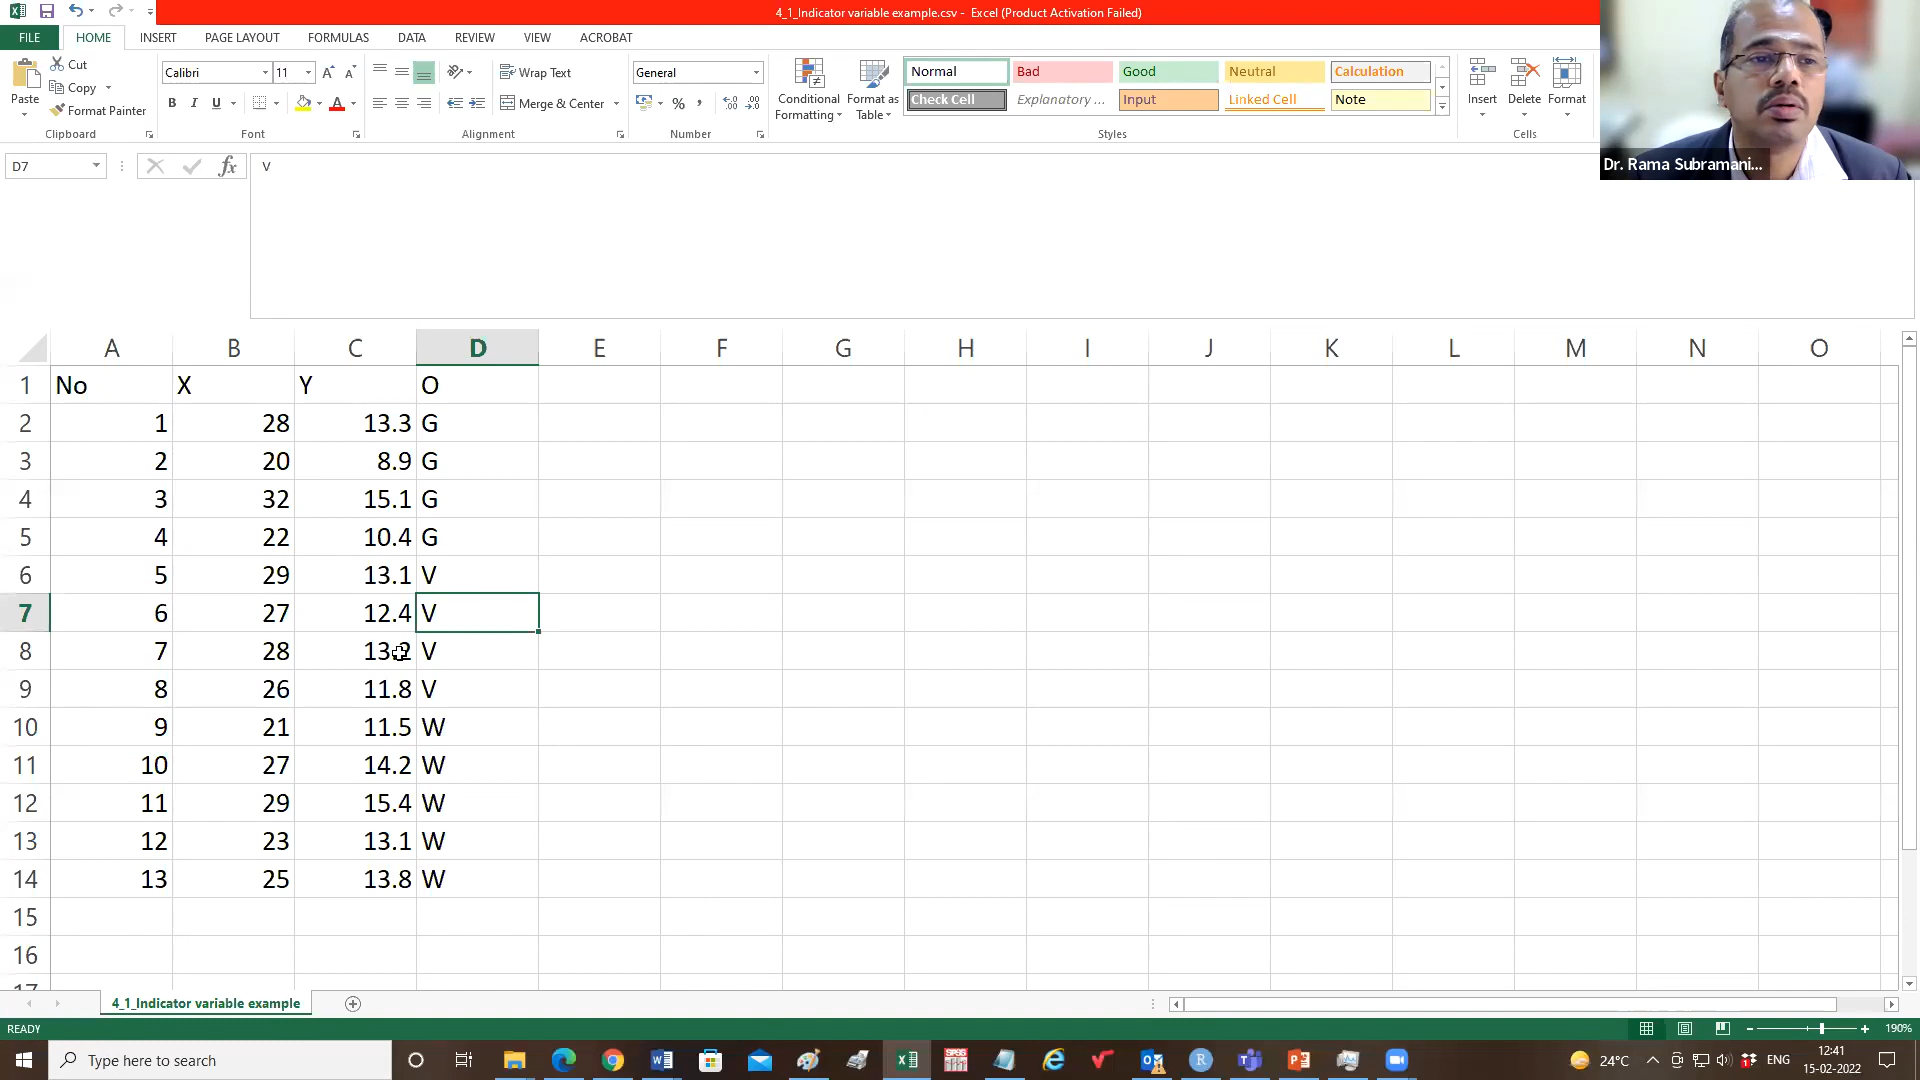 4_1_Indicator variable example.csv - Excel (Product Activation Failed)
FILE HOME INSERT PAGE LAYOUT FORMULAS DATA REVIEW VIEW ACROBAT
Paste
Cut
Copy
Format Painter
Clipboard
Calibri 11
B I U
Font
Wrap Text
Merge & Center
Alignment
General
%
Number
Conditional Formatting
Format as Table
Normal Bad Good Neutral Calculation
Check Cell Explanatory ... Input Linked Cell Note
Styles
Insert Delete Format
Cells
Dr. Rama Subramani...
D7 fx V
A B C D E F G H I J K L M N O
1 No X Y O
2 1 28 13.3 G
3 2 20 8.9 G
4 3 32 15.1 G
5 4 22 10.4 G
6 5 29 13.1 V
7 6 27 12.4 V
8 7 28 13.2 V
9 8 26 11.8 V
10 9 21 11.5 W
11 10 27 14.2 W
12 11 29 15.4 W
13 12 23 13.1 W
14 13 25 13.8 W
15
16
17
4_1_Indicator variable example
READY 190%
Type here to search
24°C ENG 12:41
15-02-2022